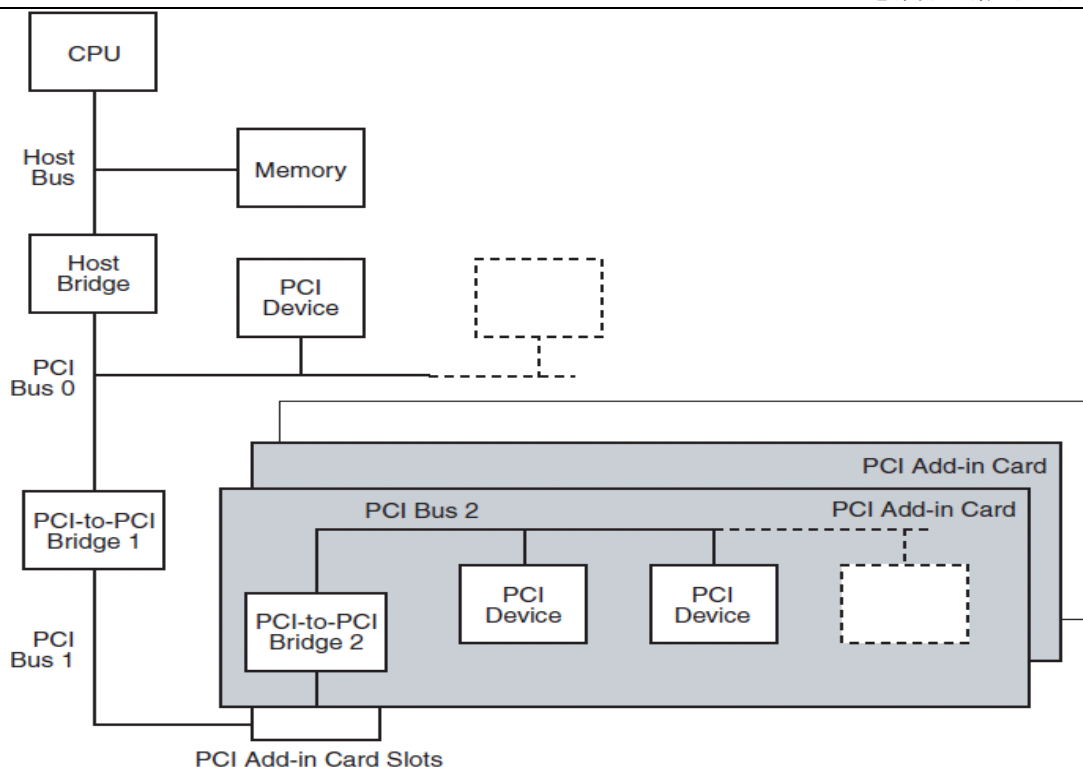 CPU
Host
Bus
Memory
Host
Bridge
PCI
Device
PCI
Bus 0
PCI Add-in Card
PCI Bus 2
PCI Add-in Card
PCI-to-PCI
Bridge 1
PCI
Device
PCI
Device
PCI-to-PCI
Bridge 2
PCI
Bus 1
PCI Add-in Card Slots